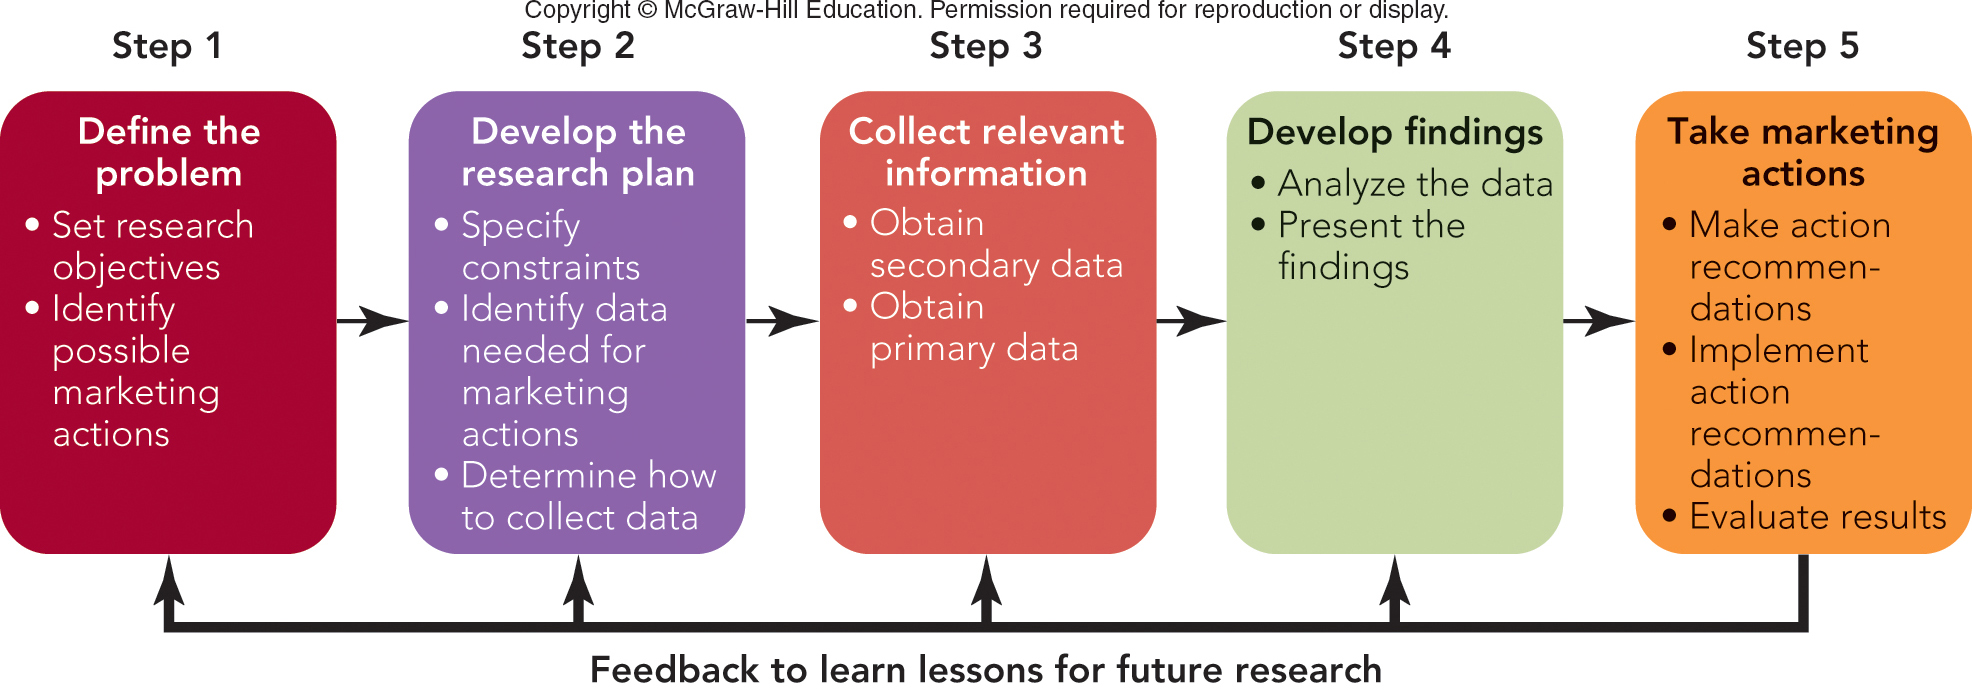 Copyright © McGraw-Hill Education. Permission required for reproduction or display.
Step 1
Define the
problem
• Set research
objectives
• Identify
possible
marketing
actions
Step 2
Develop the
research plan
• Specify
constraints
• Identify data
needed for
marketing
actions
• Determine how
to collect data
Step 3
Collect relevant
information
• Obtain
secondary data
• Obtain
primary data
Step 4
Develop findings
• Analyze the data
• Present the
findings
Step 5
Take marketing
actions
• Make action
recommen-
dations
• Implement
action
recommen-
dations
• Evaluate results
Feedback to learn lessons for future research